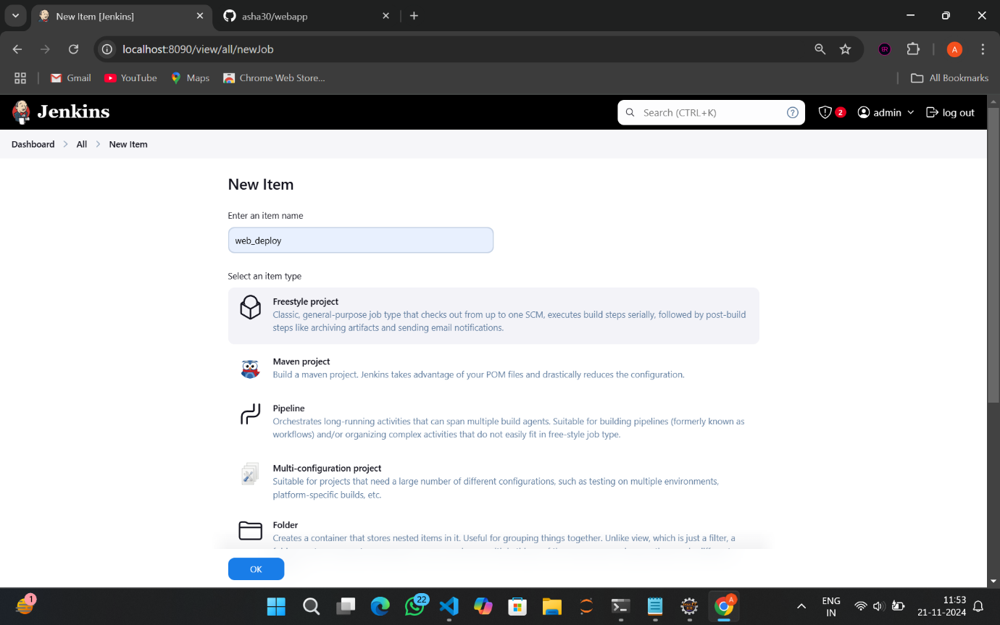 New Item [Jenkins]
asha30/webapp
localhost:8090/view/all/newJob
A
Gmail
YouTube
Maps
Chrome Web Store...
All Bookmarks
Jenkins
Search (CTRL+K)
?
2
admin
log out
Dashboard
All
New Item
New Item
Enter an item name
web_deploy
Select an item type
Freestyle project
Classic, general-purpose job type that checks out from up to one SCM, executes build steps serially, followed by post-build
steps like archiving artifacts and sending email notifications.
Maven project
Build a maven project. Jenkins takes advantage of your POM files and drastically reduces the configuration.
Pipeline
Orchestrates long-running activities that can span multiple build agents. Suitable for building pipelines (formerly known as
workflows) and/or organizing complex activities that do not easily fit in free-style job type.
Multi-configuration project
Suitable for projects that need a large number of different configurations, such as testing on multiple environments,
platform-specific builds, etc.
Folder
Creates a container that stores nested items in it. Useful for grouping things together. Unlike view, which is just a filter, a
OK
1
22
A
ENG
IN
11:53
21-11-2024